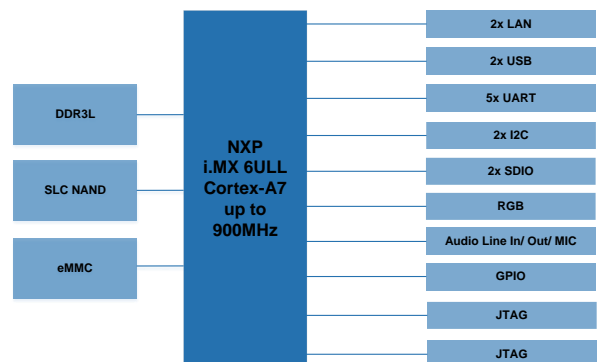 DDR3L
SLC NAND
eMMC
NXP
i.MX 6ULL
Cortex-A7
up to
900MHz
2x LAN
2x USB
5x UART
2x I2C
2x SDIO
RGB
Audio Line In/ Out/ MIC
GPIO
JTAG
JTAG